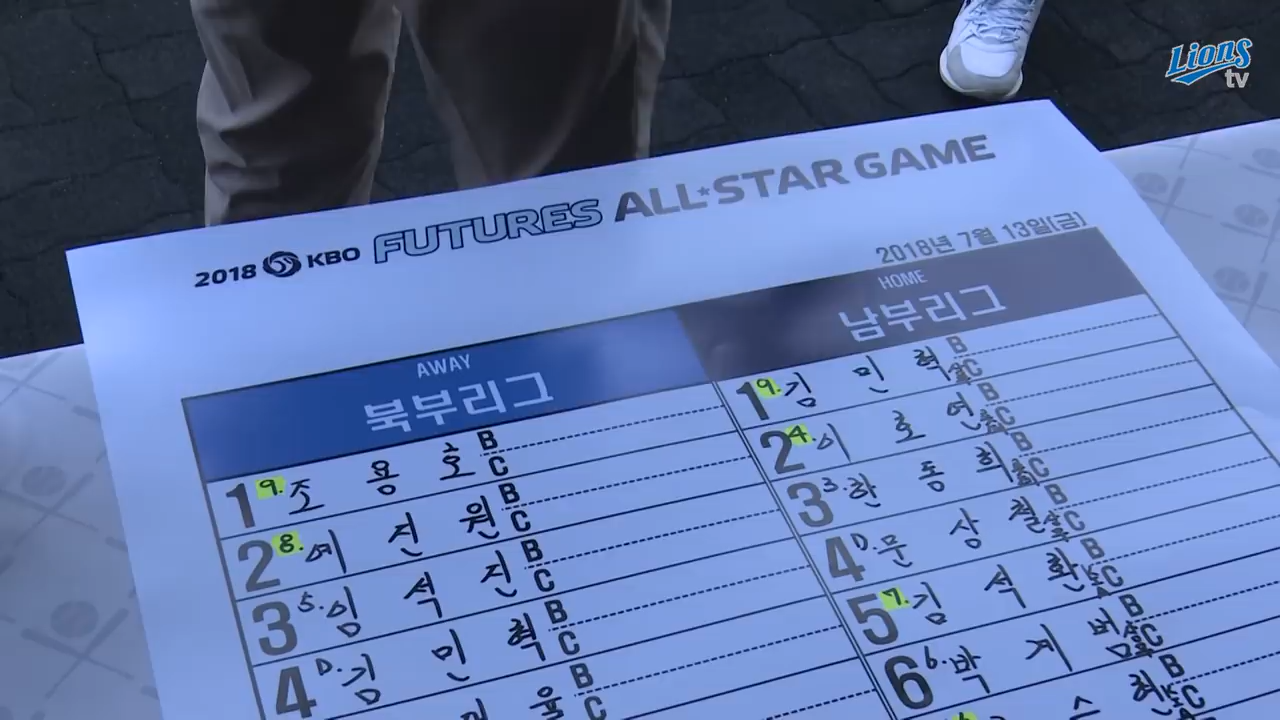 Lions
tv
2018 KBO FUTURES ALL★STAR GAME
2018년 7월 13일(금)
AWAY
북부리그
1 9. 조 용 호 B C
2 8. 예 진 원 B C
3 5. 임 석 진 B C
4 D. 김 민 혁 B C
B C
HOME
남부리그
1 9. 김 민 혁 B C
2 4. 이 호 연 B C
3 3. 한 동 희 B C
4 D. 문 상 철 B C
5 7. 김 석 환 B C
6 6. 박 계 범 B C
B C